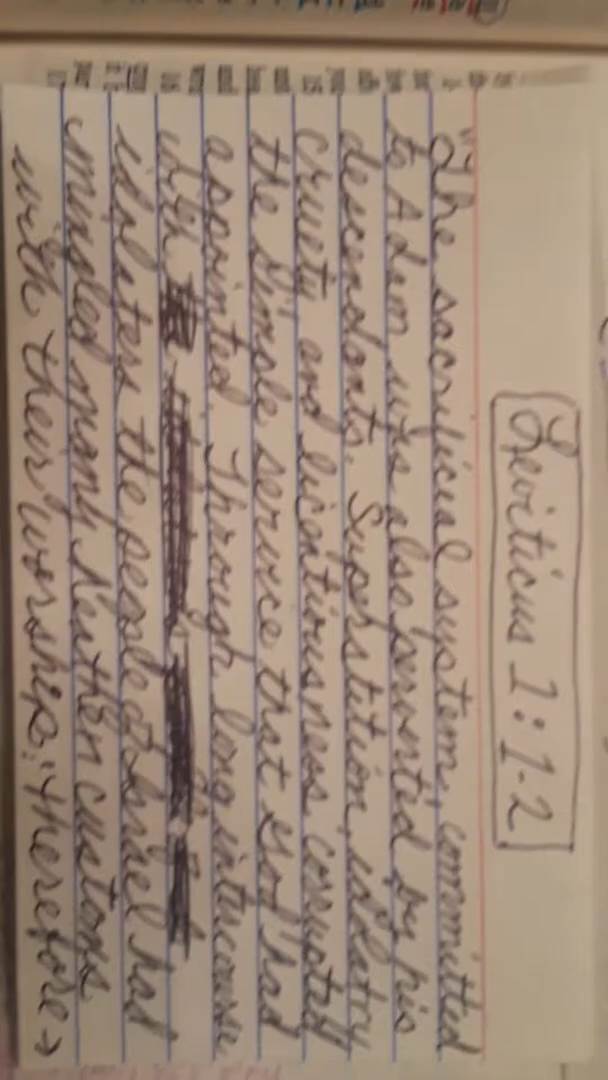 Leviticus 1:1-2
"The sacrificial system, committed
to Adam was also perverted by his
descendants. Superstition, idolatry
cruety and licentiousness corrupted
the simple service that God had
appointed. Through long intercourse
with
idolaters the people of Israel had
mingled many heathen customs
with their worship; therefore →